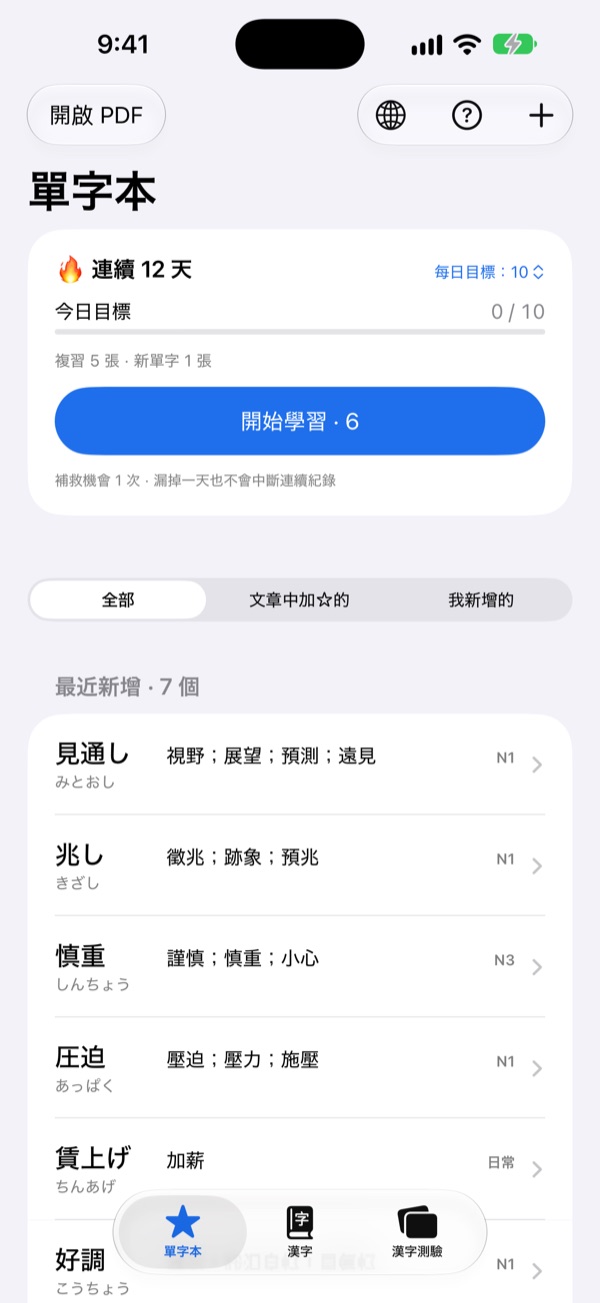 9:41
開啟 PDF
單字本
連續 12 天
每日目標：10
今日目標
0 / 10
複習 5 張 · 新單字 1 張
開始學習 · 6
補救機會 1 次 · 漏掉一天也不會中斷連續紀錄
全部
文章中加☆的
我新增的
最近新增 · 7 個
見通し 視野；展望；預測；遠見 N1
みとおし
兆し 徵兆；跡象；預兆 N1
きざし
慎重 謹慎；慎重；小心 N3
しんちょう
圧迫 壓迫；壓力；施壓 N1
あっぱく
賃上げ 加薪 日常
ちんあげ
好調 N1
こうちょう
字
單字本
漢字
漢字測驗